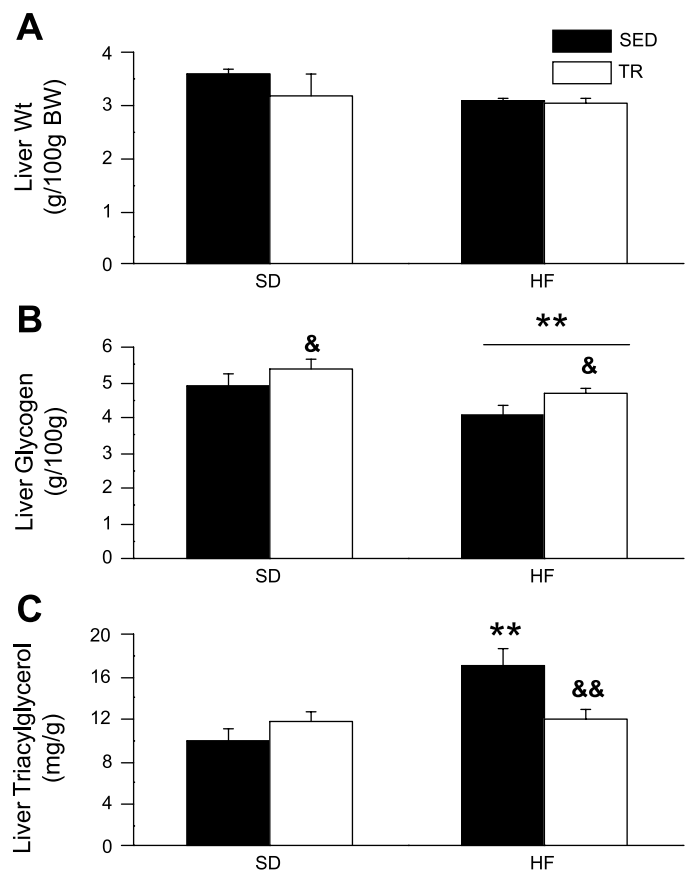 A
SED
TR
Liver Wt
(g/100g BW)
4
3
2
1
0
SD
HF
B
**
&
&
Liver Glycogen
(g/100g)
6
5
4
3
2
1
0
SD
HF
C
**
&&
Liver Triacylglycerol
(mg/g)
20
16
12
8
4
0
SD
HF